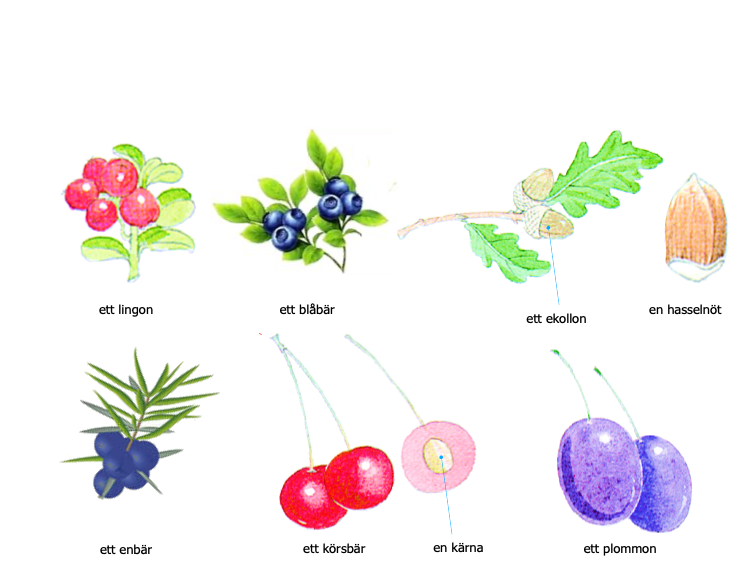 ett lingon
ett blåbär
ett ekollon
en hasselnöt
ett enbär
ett körsbär
en kärna
ett plommon